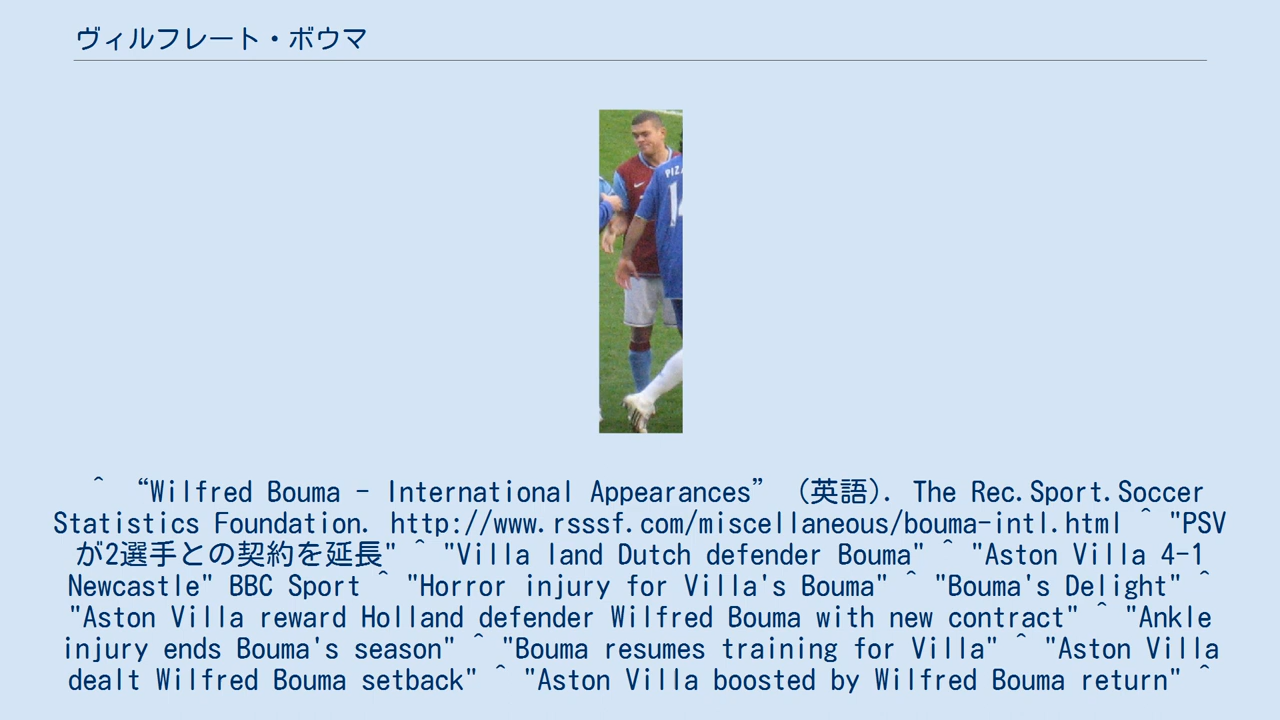 ヴィルフレート・ボウマ
PIZ
14
^ “Wilfred Bouma - International Appearances” （英語）. The Rec.Sport.Soccer
Statistics Foundation. http://www.rsssf.com/miscellaneous/bouma-intl.html ^ "PSV
が2選手との契約を延長" ^ "Villa land Dutch defender Bouma" ^ "Aston Villa 4-1
Newcastle" BBC Sport ^ "Horror injury for Villa's Bouma" ^ "Bouma's Delight" ^
"Aston Villa reward Holland defender Wilfred Bouma with new contract" ^ "Ankle
injury ends Bouma's season" ^ "Bouma resumes training for Villa" ^ "Aston Villa
dealt Wilfred Bouma setback" ^ "Aston Villa boosted by Wilfred Bouma return" ^